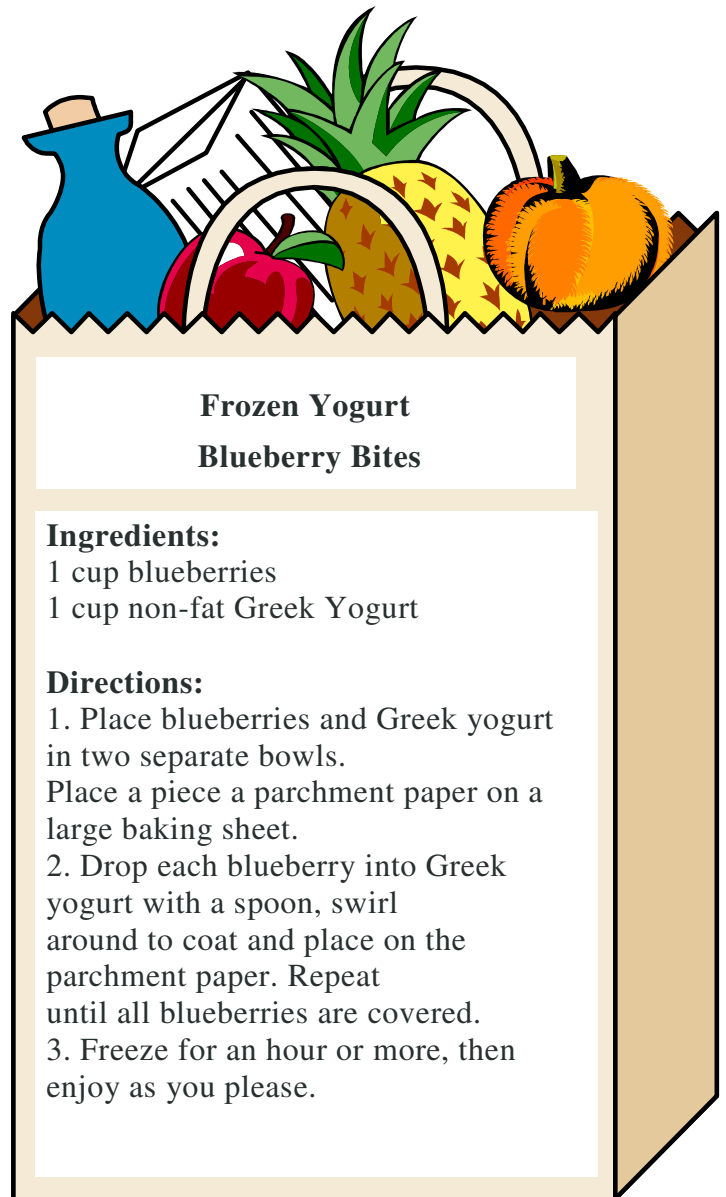 Frozen Yogurt
Blueberry Bites
Ingredients:
1 cup blueberries
1 cup non-fat Greek Yogurt
Directions:
1. Place blueberries and Greek yogurt
in two separate bowls.
Place a piece a parchment paper on a
large baking sheet.
2. Drop each blueberry into Greek
yogurt with a spoon, swirl
around to coat and place on the
parchment paper. Repeat
until all blueberries are covered.
3. Freeze for an hour or more, then
enjoy as you please.